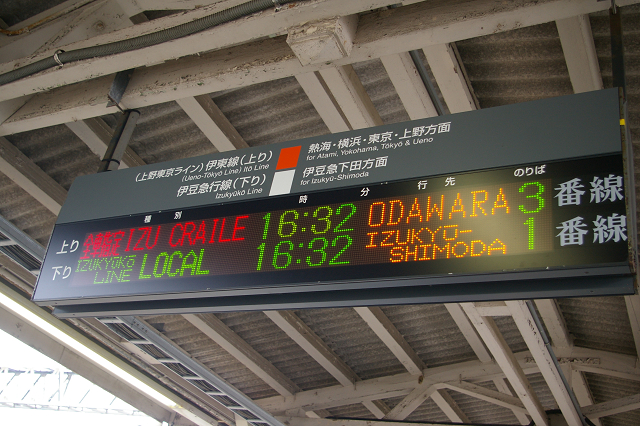 (上野東京ライン) 伊東線 (上り)
(Ueno-Tokyo Line) Itō Line
熱海・横浜・東京・上野方面
for Atami, Yokohama, Tōkyō & Ueno
伊豆急行線 (下り)
Izukyūkō Line
伊豆急下田方面
for Izukyū-Shimoda
種別 時 分 行先 のりば
上り IZU CRAILE 16:32 ODAWARA 3 番線
下り IZUKYŪKŌ LINE LOCAL 16:32 IZUKYŪ-SHIMODA 1 番線